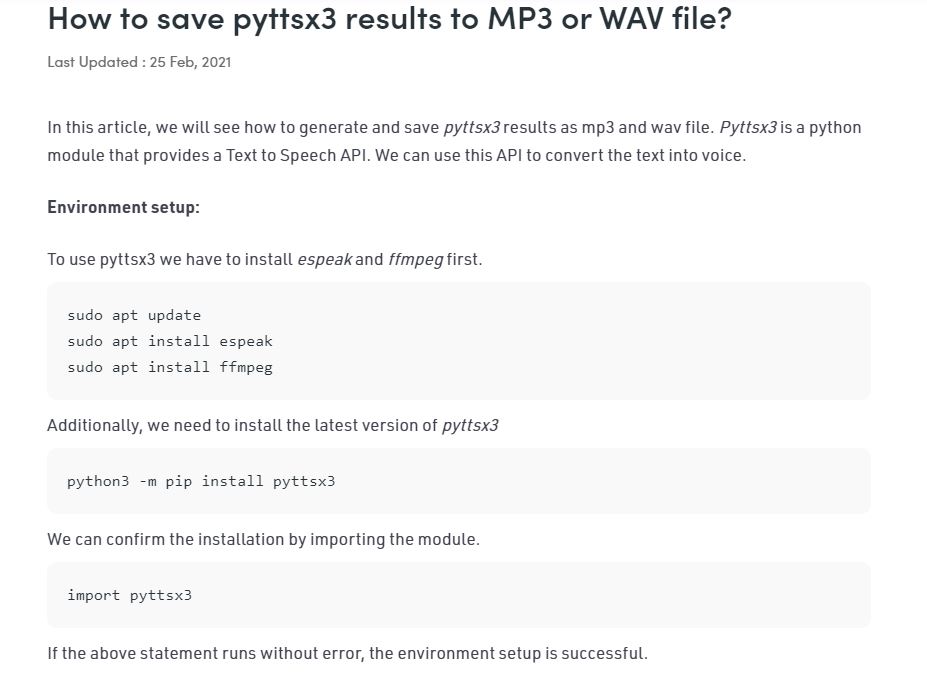 How to save pyttsx3 results to MP3 or WAV file?
Last Updated : 25 Feb, 2021
In this article, we will see how to generate and save pyttsx3 results as mp3 and wav file. Pyttsx3 is a python
module that provides a Text to Speech API. We can use this API to convert the text into voice.
Environment setup:
To use pyttsx3 we have to install espeak and ffmpeg first.
sudo apt update
sudo apt install espeak
sudo apt install ffmpeg
Additionally, we need to install the latest version of pyttsx3
python3 -m pip install pyttsx3
We can confirm the installation by importing the module.
import pyttsx3
If the above statement runs without error, the environment setup is successful.